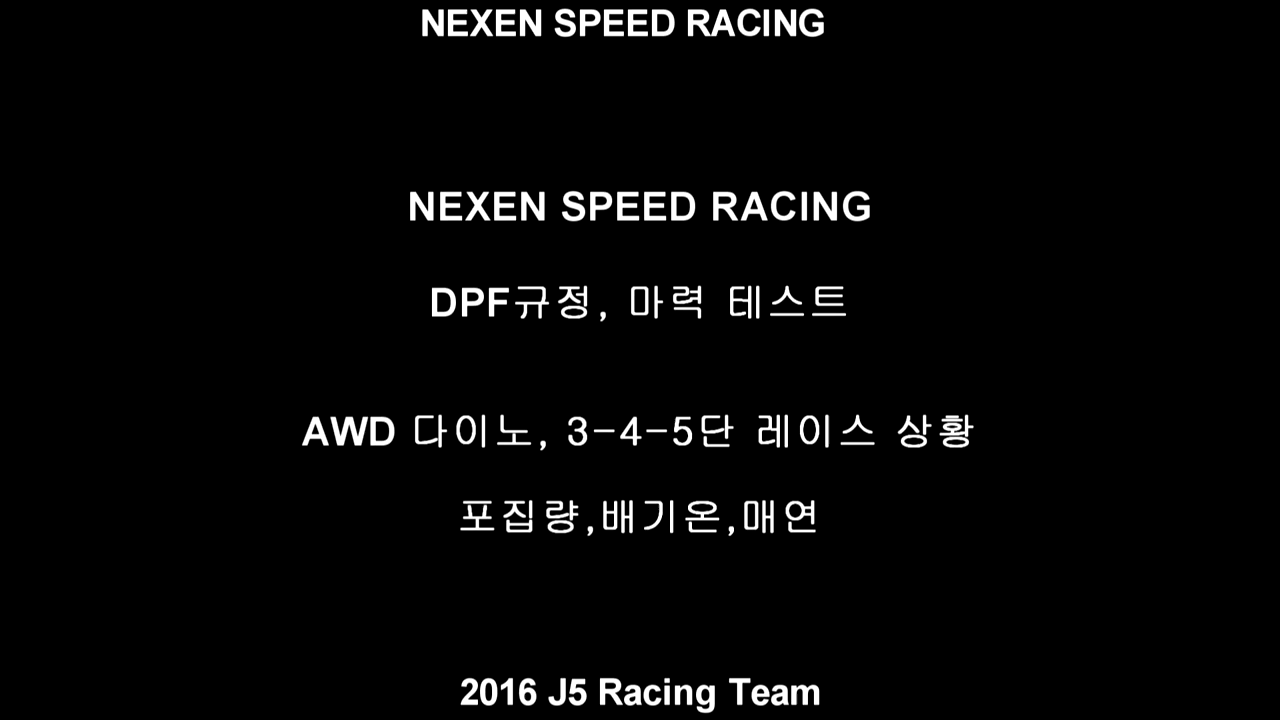 NEXEN SPEED RACING
NEXEN SPEED RACING
DPF규정, 마력 테스트
AWD 다이노, 3-4-5단 레이스 상황
포집량,배기온,매연
2016 J5 Racing Team